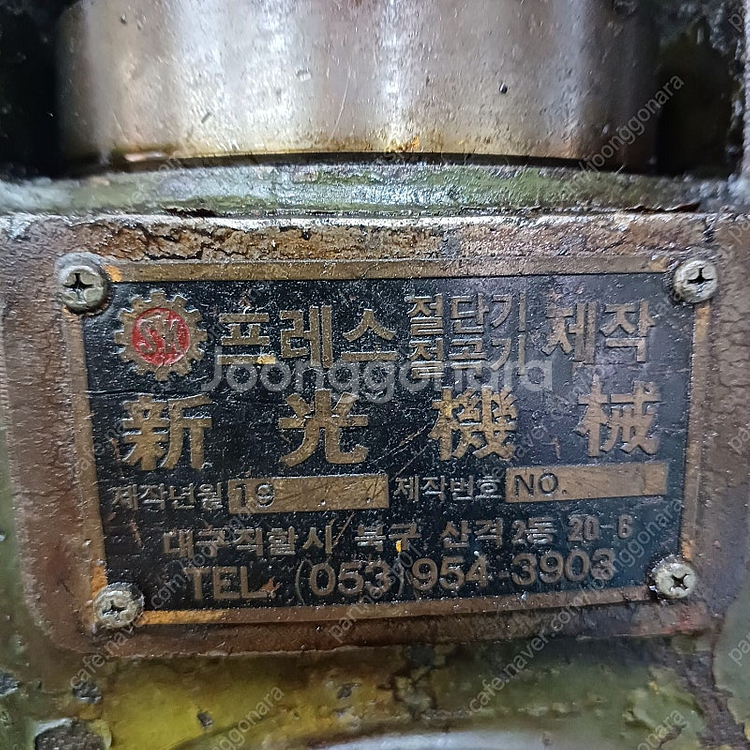 SK 프레스 절단기 제작
절곡기
新光機械
제작년월 19 제작번호 NO.
대구직할시 북구 산격2동 20-6
TEL. (053) 954-3903
Joonggonara